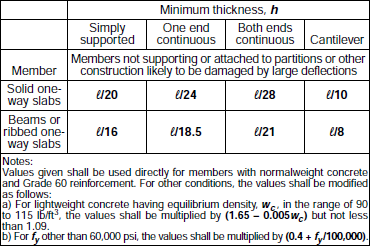 Minimum thickness, h
Simply supported
One end continuous
Both ends continuous
Cantilever
Member
Members not supporting or attached to partitions or other
construction likely to be damaged by large deflections
Solid one-
way slabs
ℓ/20
ℓ/24
ℓ/28
ℓ/10
Beams or
ribbed one-
way slabs
ℓ/16
ℓ/18.5
ℓ/21
ℓ/8
Notes:
Values given shall be used directly for members with normalweight concrete
and Grade 60 reinforcement. For other conditions, the values shall be modified
as follows:
a) For lightweight concrete having equilibrium density, wc, in the range of 90
to 115 lb/ft³, the values shall be multiplied by (1.65 – 0.005wc) but not less
than 1.09.
b) For fy other than 60,000 psi, the values shall be multiplied by (0.4 + fy/100,000).